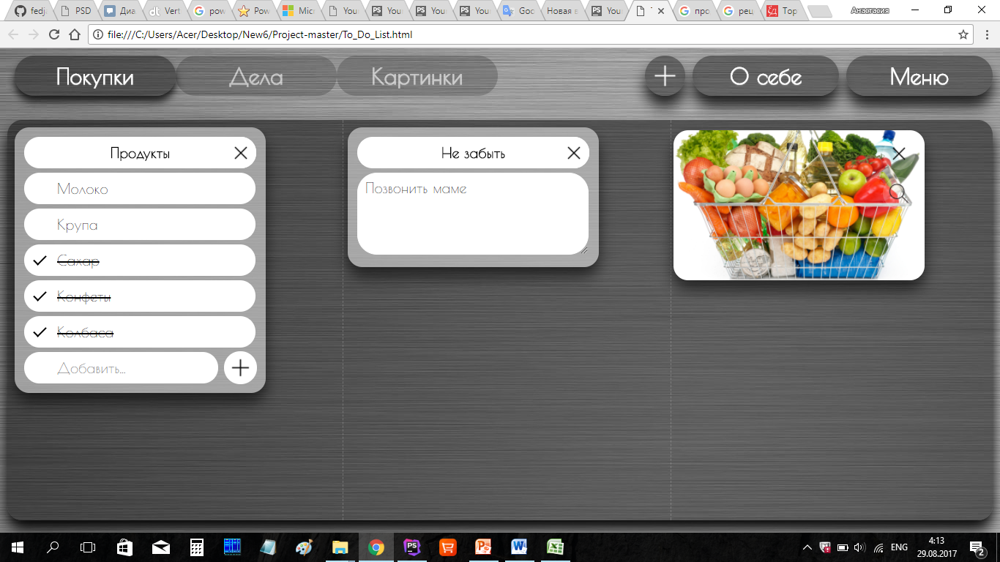 fedj
PSD
Диа
Vert
pow
Pow
Micr
You
You
You
You
Goo
Новая в
You
T
про
рец
Top
Анастасия
file:///C:/Users/Acer/Desktop/New6/Project-master/To_Do_List.html
Покупки
Дела
Картинки
О себе
Меню
Продукты
Молоко
Крупа
Сахар
Конфеты
Колбаса
Добавить...
Не забыть
Позвонить маме
ENG
4:13
29.08.2017
2